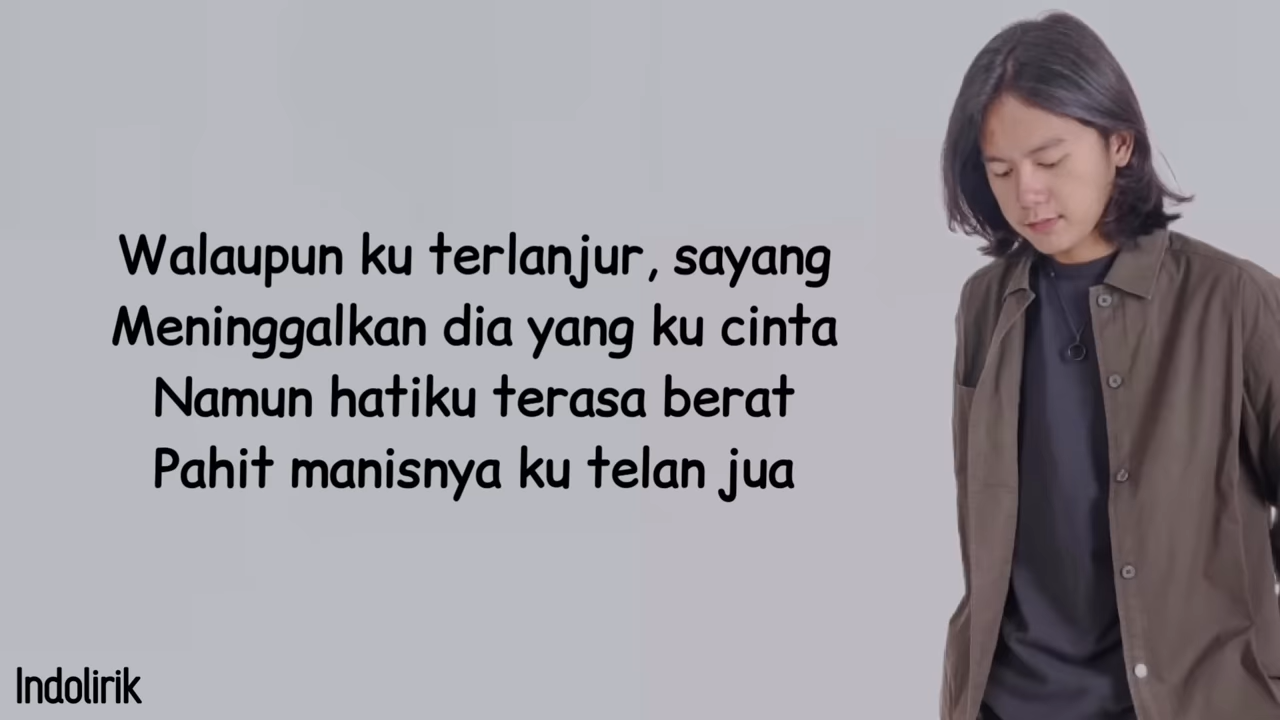 Walaupun ku terlanjur, sayang
Meninggalkan dia yang ku cinta
Namun hatiku terasa berat
Pahit manisnya ku telan jua
Indolirik